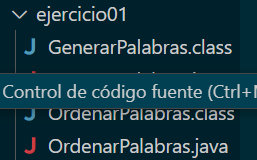 ejercicio01
GenerarPalabras.class
Control de código fuente (Ctrl+
OrdenarPalabras.class
OrdenarPalabras.java